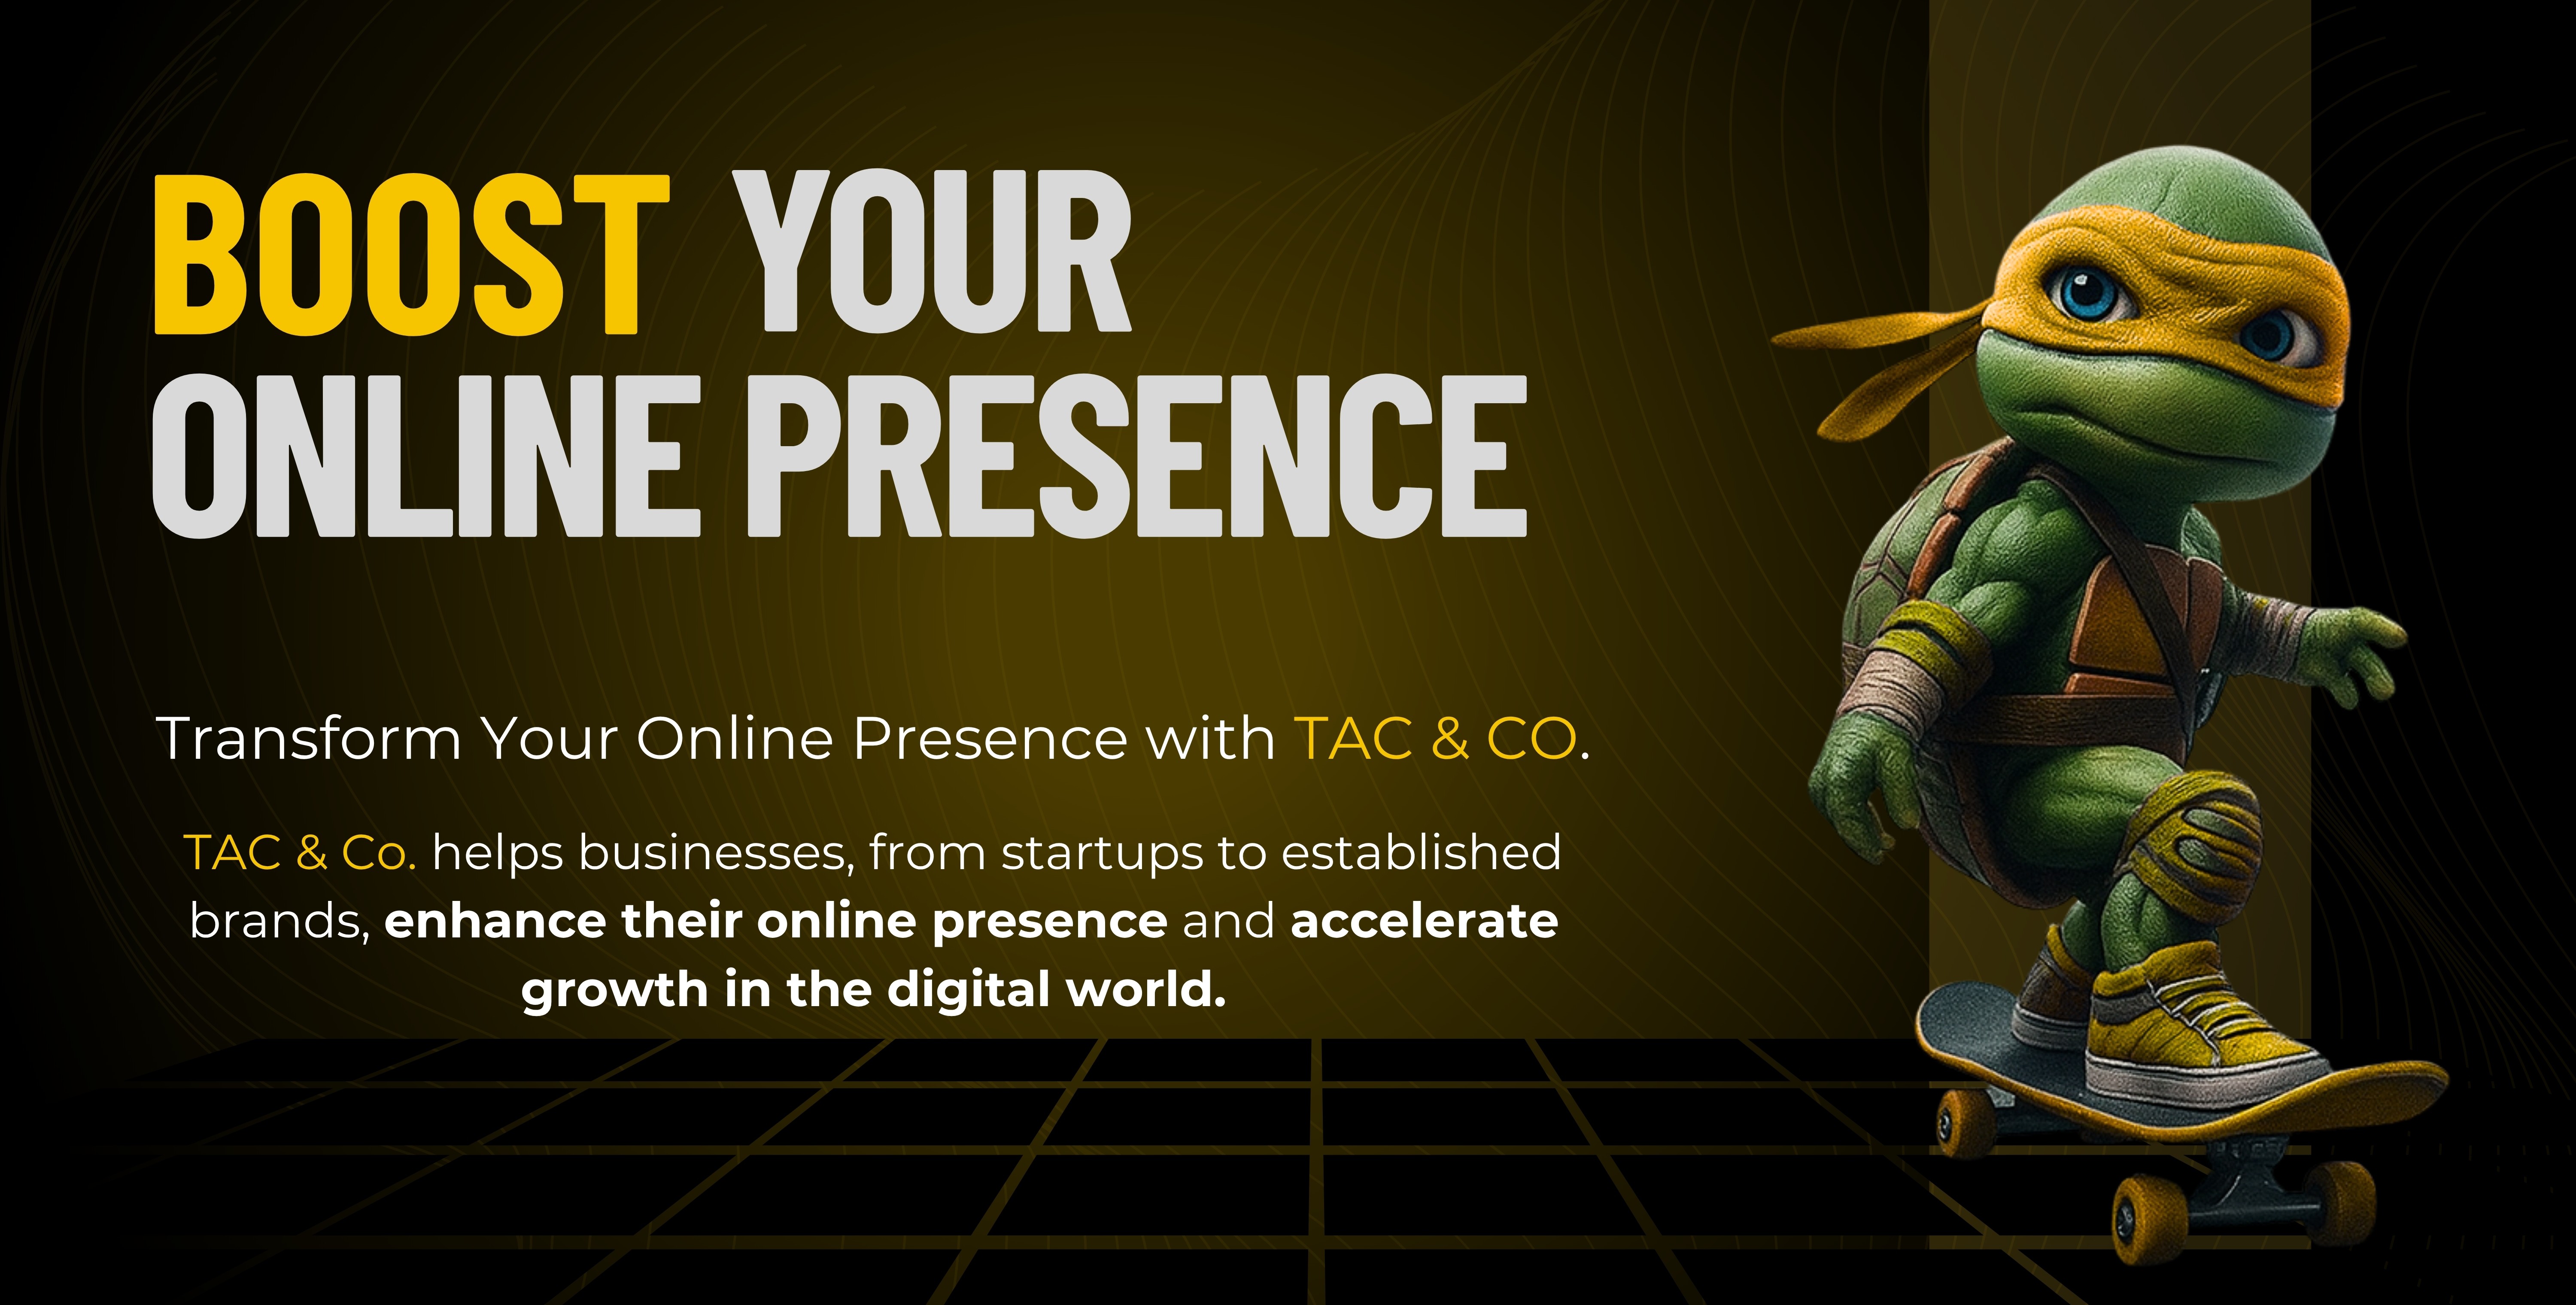 BOOST YOUR
ONLINE PRESENCE
Transform Your Online Presence with TAC & CO.
TAC & Co. helps businesses, from startups to established
brands, enhance their online presence and accelerate
growth in the digital world.